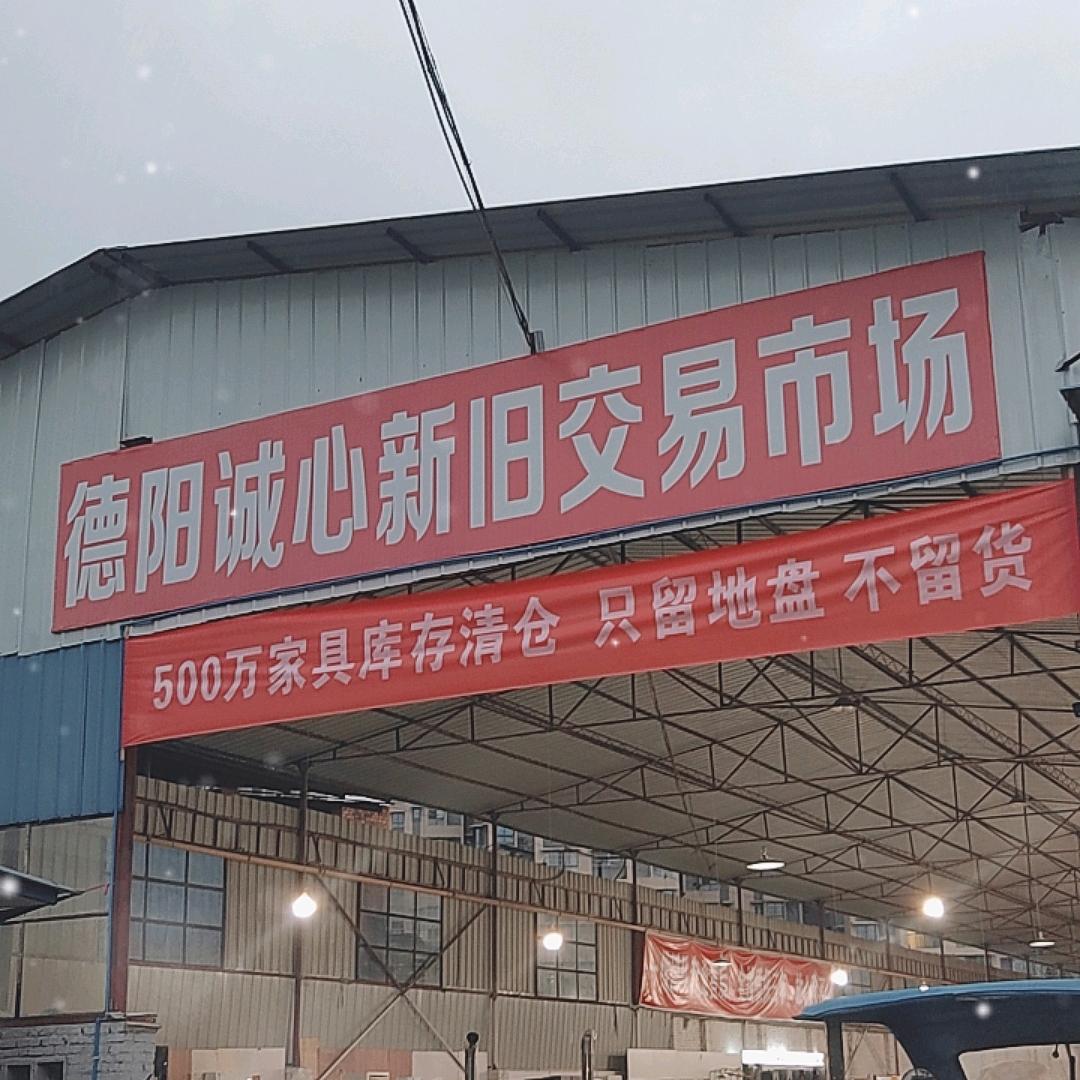 德阳诚心新旧交易市场
500万家具库存清仓 只留地盘 不留货